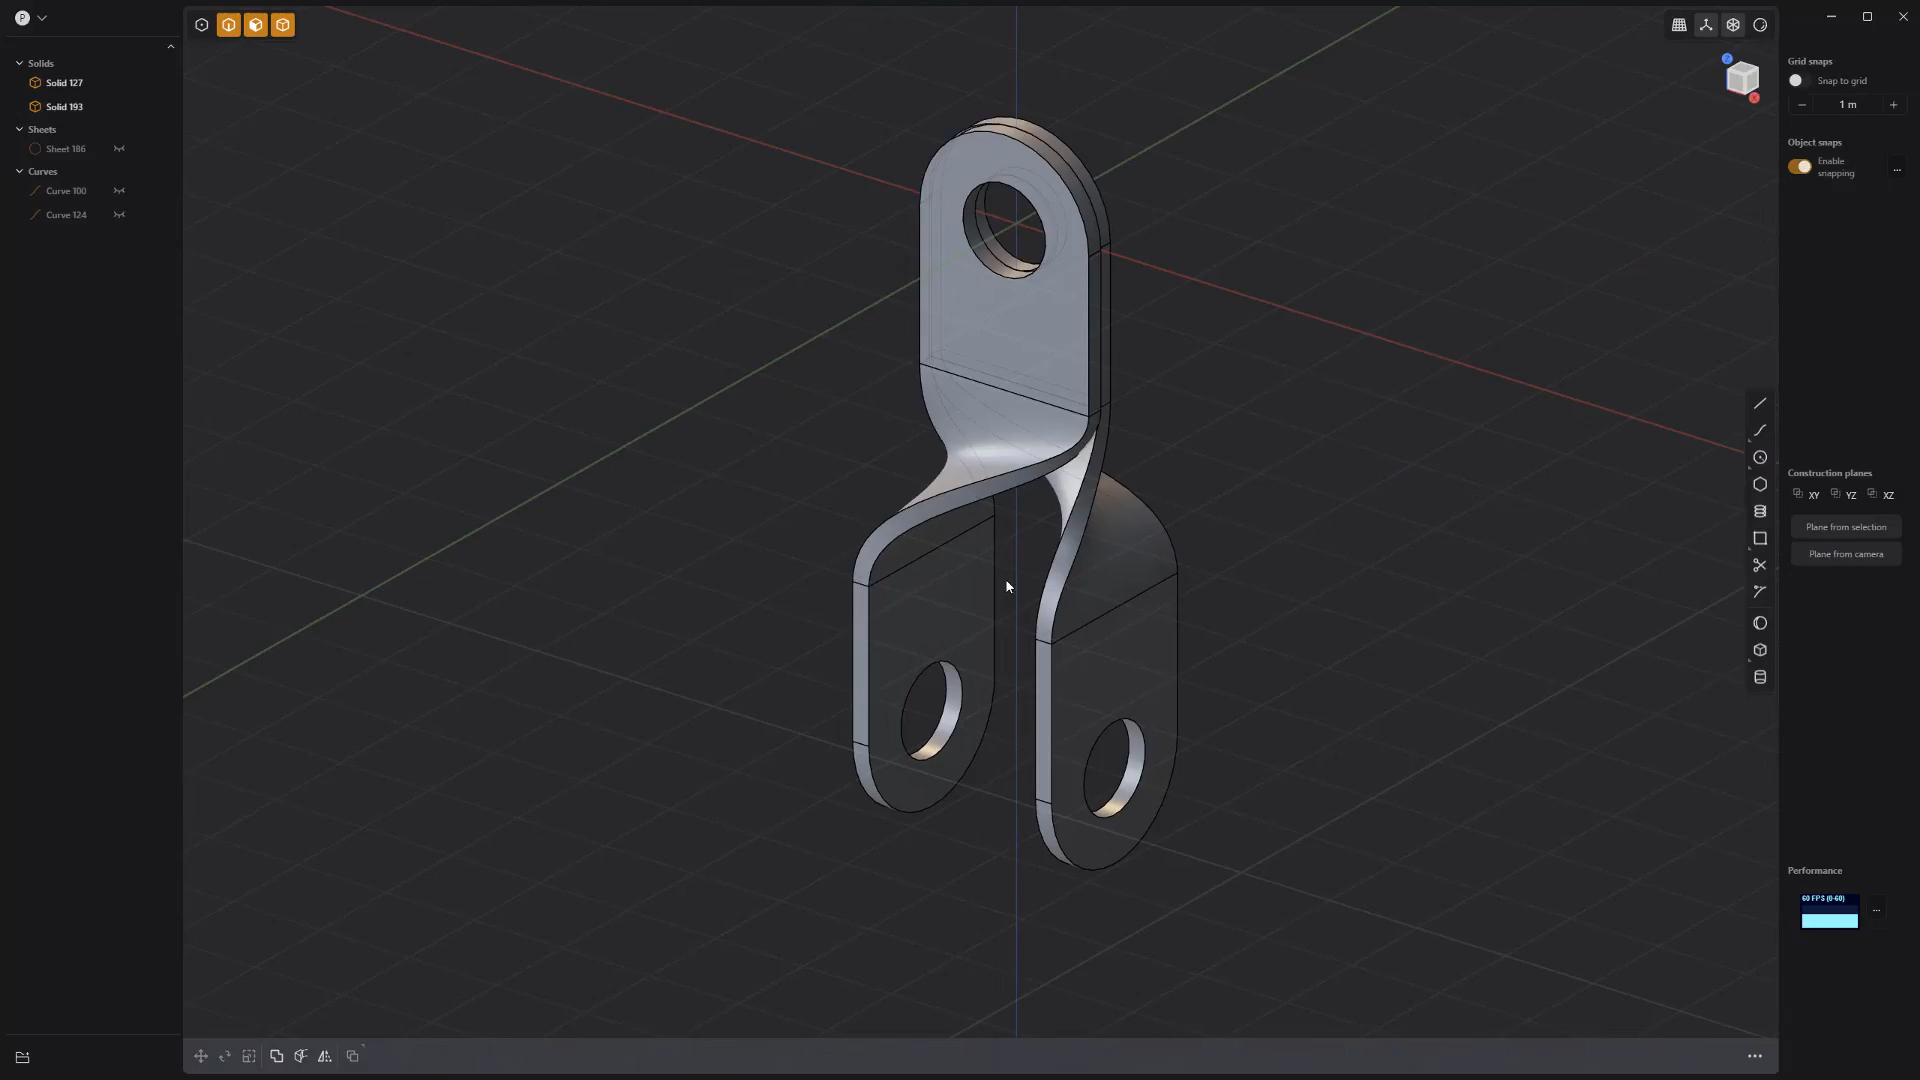 P
Solids
Solid 127
Solid 193
Sheets
Sheet 186
Curves
Curve 100
Curve 124
Z
X
Grid snaps
Snap to grid
1 m
Object snaps
Enable
snapping
...
Construction planes
XY YZ XZ
Plane from selection
Plane from camera
Performance
60 FPS (0-60)
...